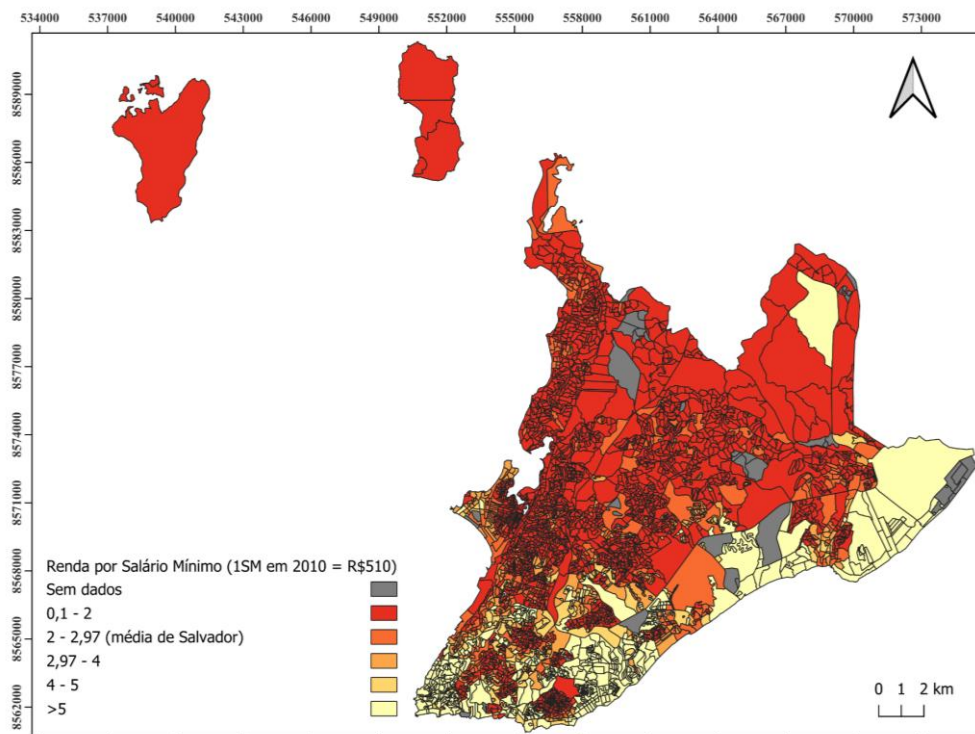 534000 537000 540000 543000 546000 549000 552000 555000 558000 561000 564000 567000 570000 573000
8589000
8586000
8583000
8580000
8577000
8574000
8571000
8568000
8565000
8562000
Renda por Salário Mínimo (1SM em 2010 = R$510)
Sem dados
0,1 - 2
2 - 2,97 (média de Salvador)
2,97 - 4
4 - 5
>5
0 1 2 km